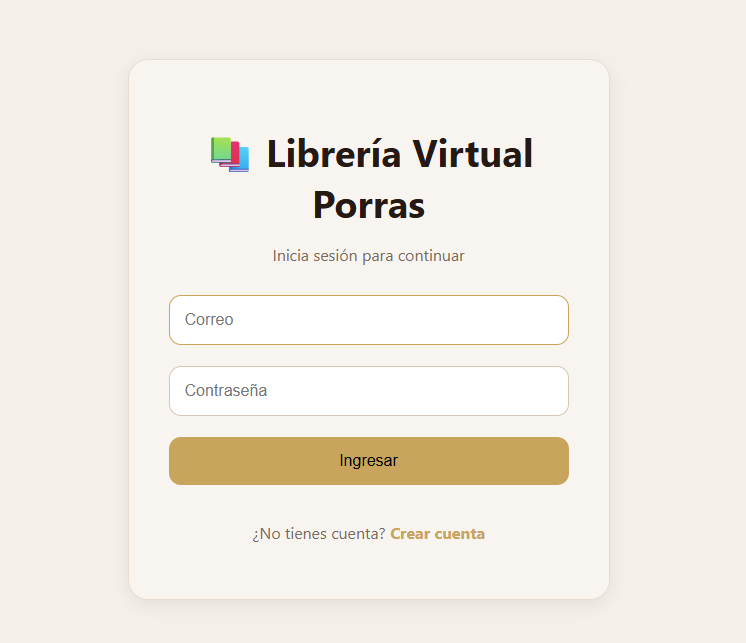 Librería Virtual
Porras
Inicia sesión para continuar
Correo
Contraseña
Ingresar
¿No tienes cuenta? Crear cuenta